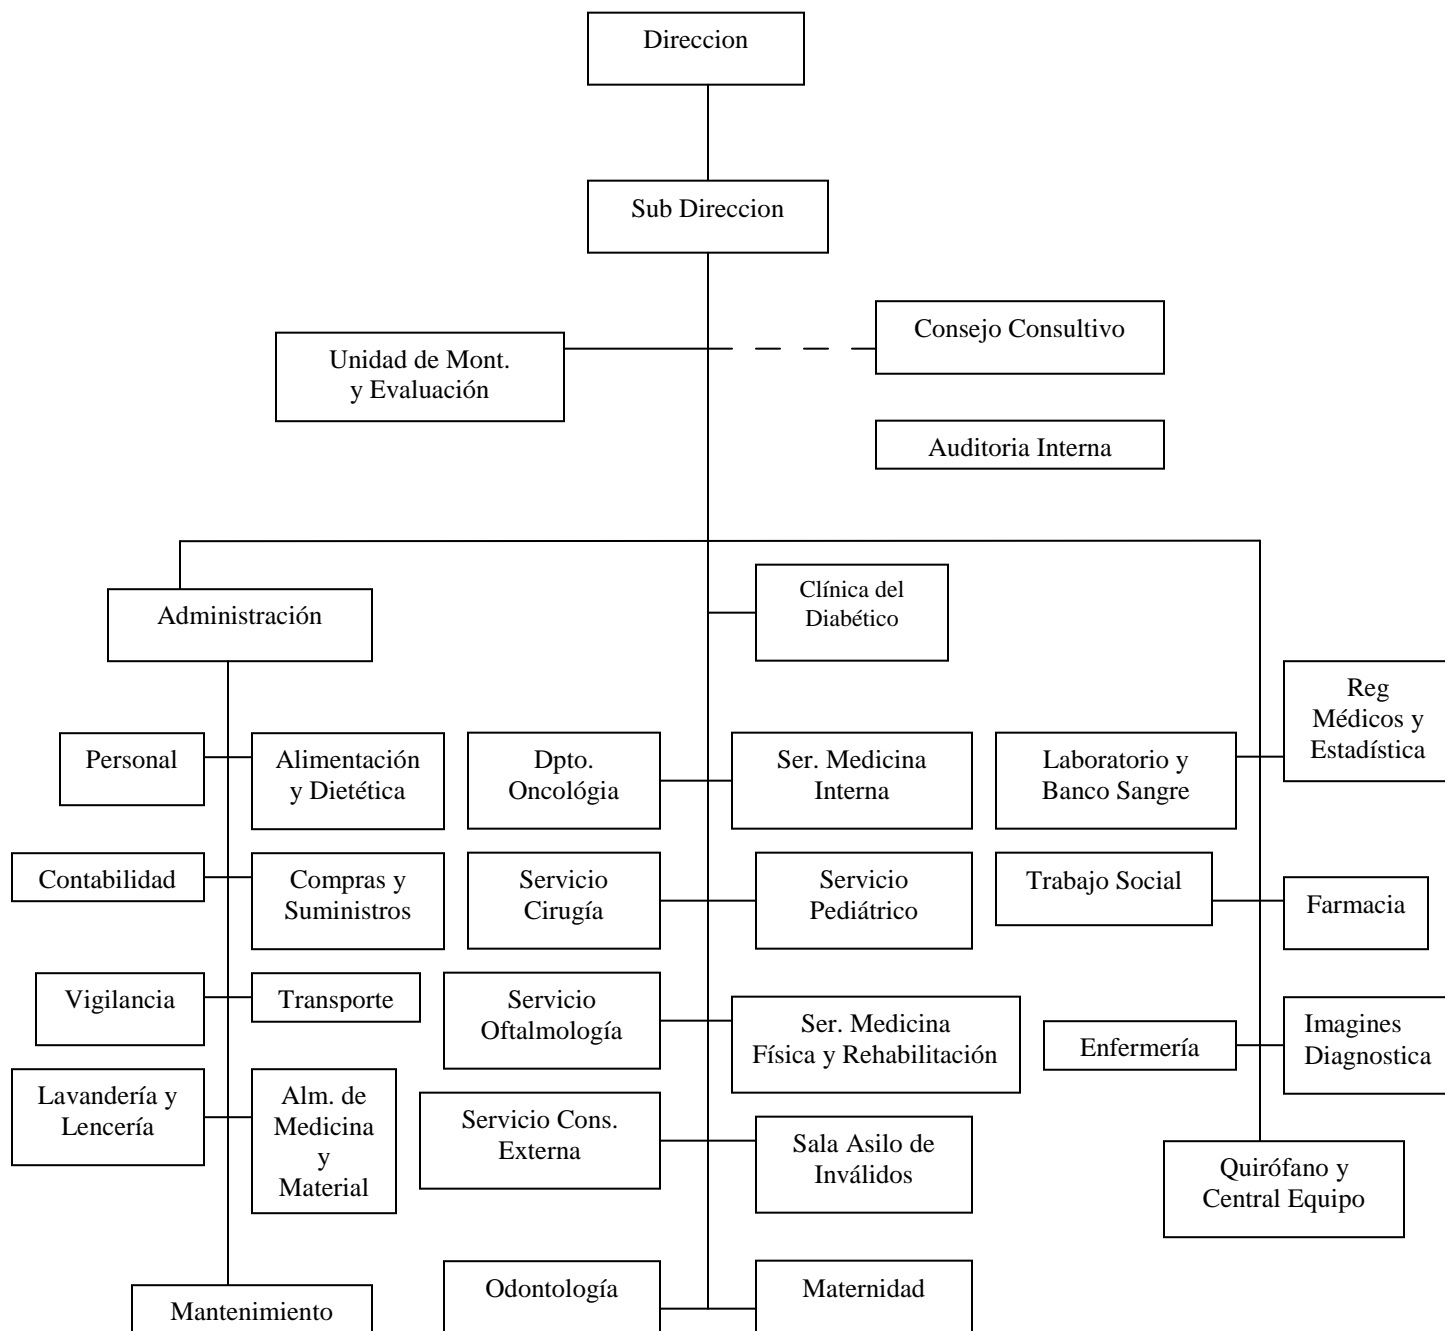 Direccion
Sub Direccion
Consejo Consultivo
Unidad de Mont.
y Evaluación
Auditoria Interna
Administración
Clínica del
Diabético
Personal
Alimentación
y Dietética
Contabilidad
Compras y
Suministros
Vigilancia
Transporte
Lavandería y
Lencería
Alm. de
Medicina
y
Material
Mantenimiento
Dpto.
Oncológia
Ser. Medicina
Interna
Servicio
Cirugía
Servicio
Pediátrico
Servicio
Oftalmología
Ser. Medicina
Física y Rehabilitación
Servicio Cons.
Externa
Sala Asilo de
Inválidos
Odontología
Maternidad
Reg
Médicos y
Estadística
Laboratorio y
Banco Sangre
Trabajo Social
Farmacia
Enfermería
Imagines
Diagnostica
Quirófano y
Central Equipo